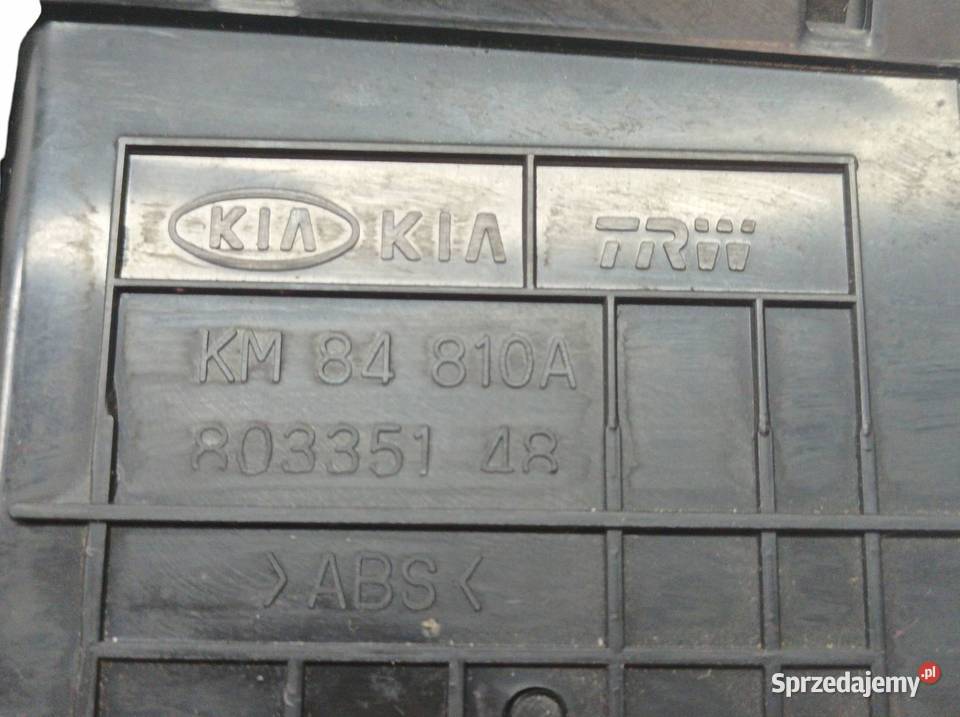 KIA KIA TRW
KM 84 810A
803351 48
>ABS<
Sprzedajemy.pl